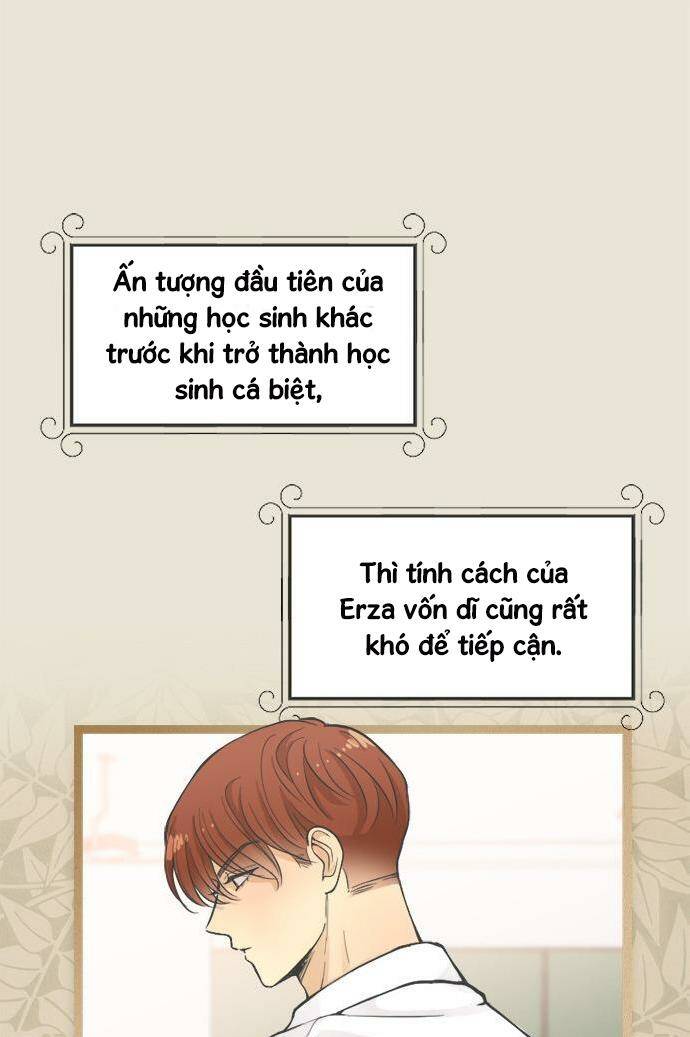 Ấn tượng đầu tiên của
những học sinh khác
trước khi trở thành học
sinh cá biệt,
Thì tính cách của
Erza vốn dĩ cũng rất
khó để tiếp cận.